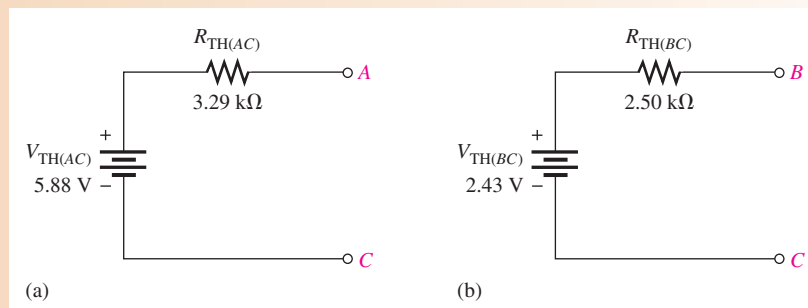 R_TH(AC)
A
3.29 kΩ
+
V_TH(AC)
5.88 V −
C
(a)
R_TH(BC)
B
2.50 kΩ
+
V_TH(BC)
2.43 V −
C
(b)